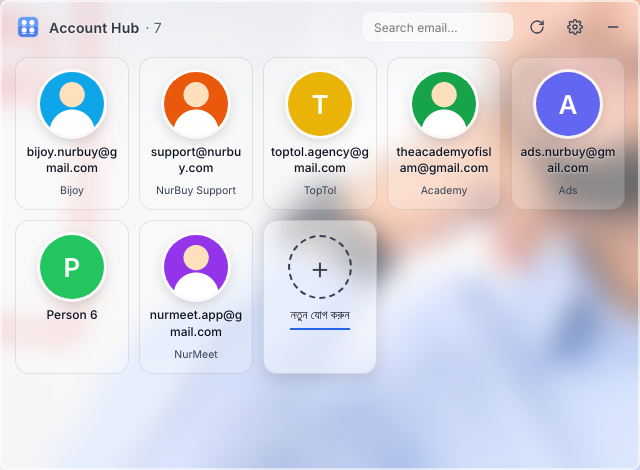 Account Hub · 7
Search email...
bijoy.nurbuy@g
mail.com
Bijoy
support@nurbu
y.com
NurBuy Support
T
toptol.agency@g
mail.com
TopTol
theacademyofisl
am@gmail.com
Academy
A
ads.nurbuy@gm
ail.com
Ads
P
Person 6
nurmeet.app@g
mail.com
NurMeet
+
নতুন যোগ করুন